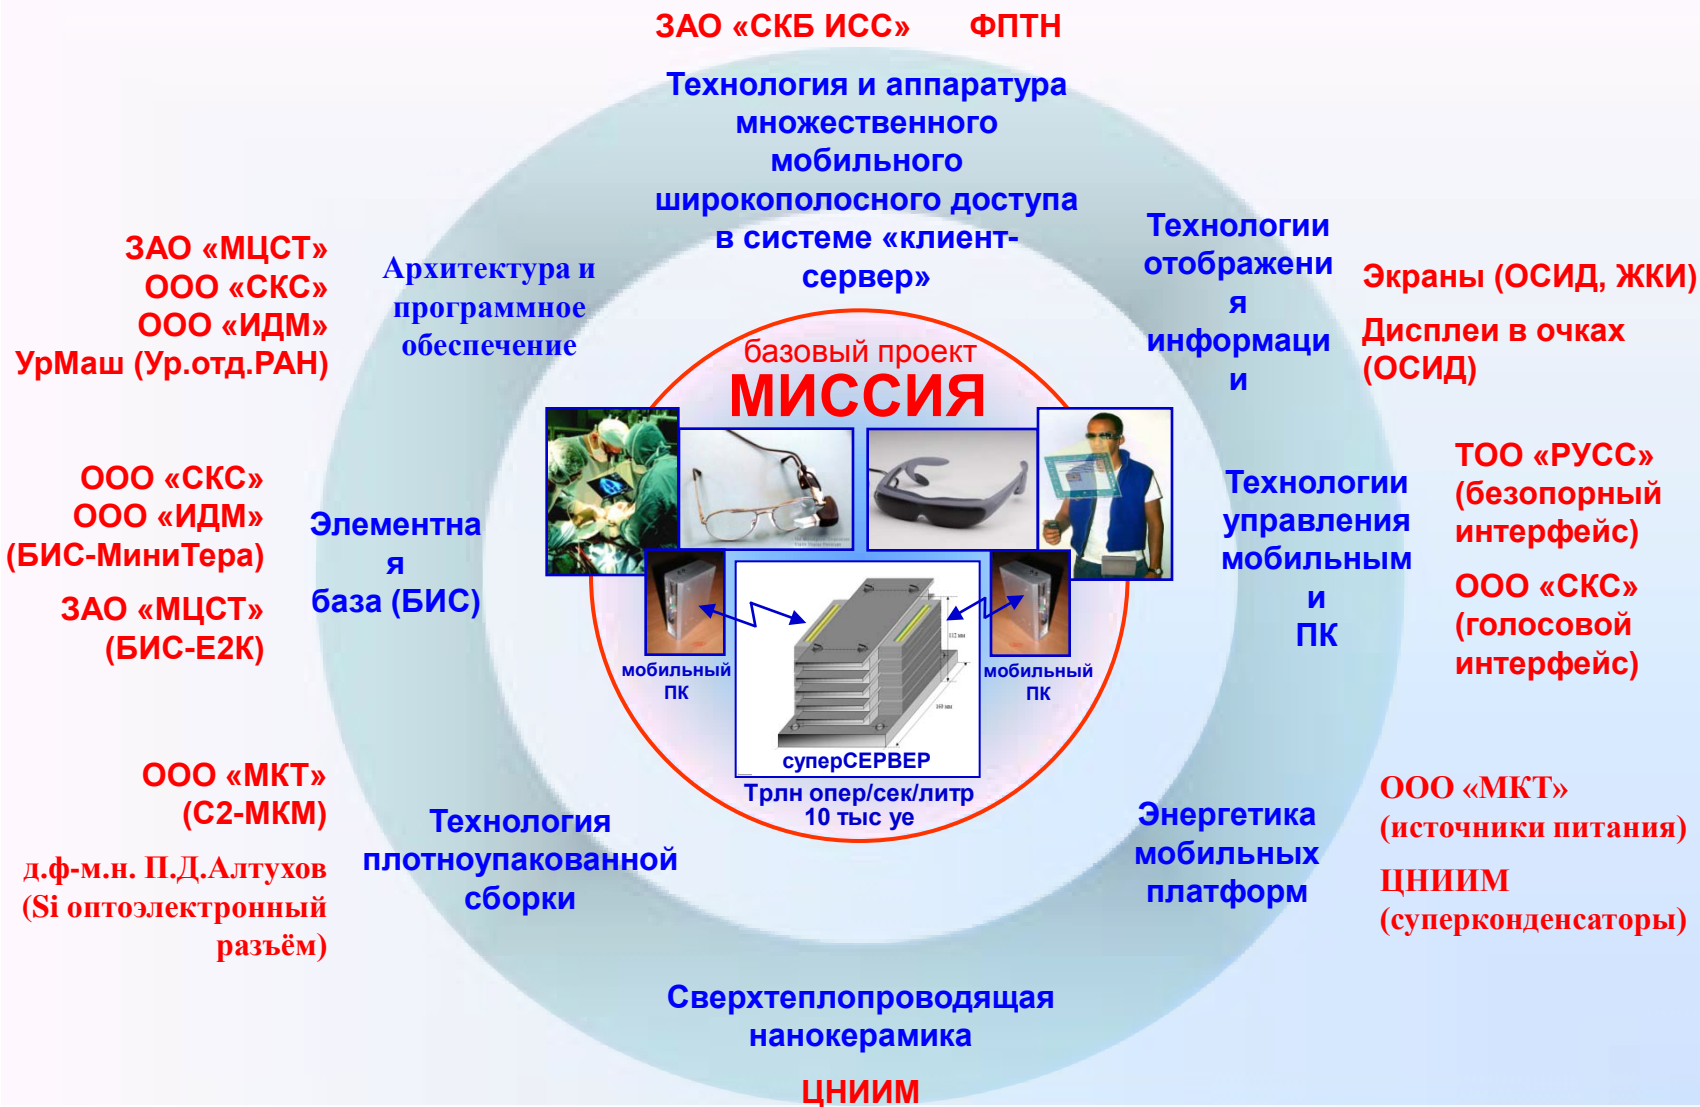 ЗАО «СКБ ИСС» ФПТН
Технология и аппаратура
множественного
мобильного
широкополосного доступа
в системе «клиент-
сервер»
ЗАО «МЦСТ»
ООО «СКС»
ООО «ИДМ»
УрМаш (Ур.отд.РАН)
Архитектура и
программное
обеспечение
Технологии
отображени
я
информаци
и
Экраны (ОСИД, ЖКИ)
Дисплеи в очках
(ОСИД)
базовый проект
МИССИЯ
ООО «СКС»
ООО «ИДМ»
(БИС-МиниТера)
ЗАО «МЦСТ»
(БИС-Е2К)
Элементна
я
база (БИС)
Технологии
управления
мобильным
и
ПК
ТОО «РУСС»
(безопорный
интерфейс)
ООО «СКС»
(голосовой
интерфейс)
мобильный
ПК
112 мм
160 мм
суперСЕРВЕР
мобильный
ПК
Трлн опер/сек/литр
10 тыс уе
ООО «МКТ»
(С2-МКМ)
д.ф-м.н. П.Д.Алтухов
(Si оптоэлектронный
разъём)
Технология
плотноупакованной
сборки
Энергетика
мобильных
платформ
ООО «МКТ»
(источники питания)
ЦНИИМ
(суперконденсаторы)
Сверхтеплопроводящая
нанокерамика
ЦНИИМ